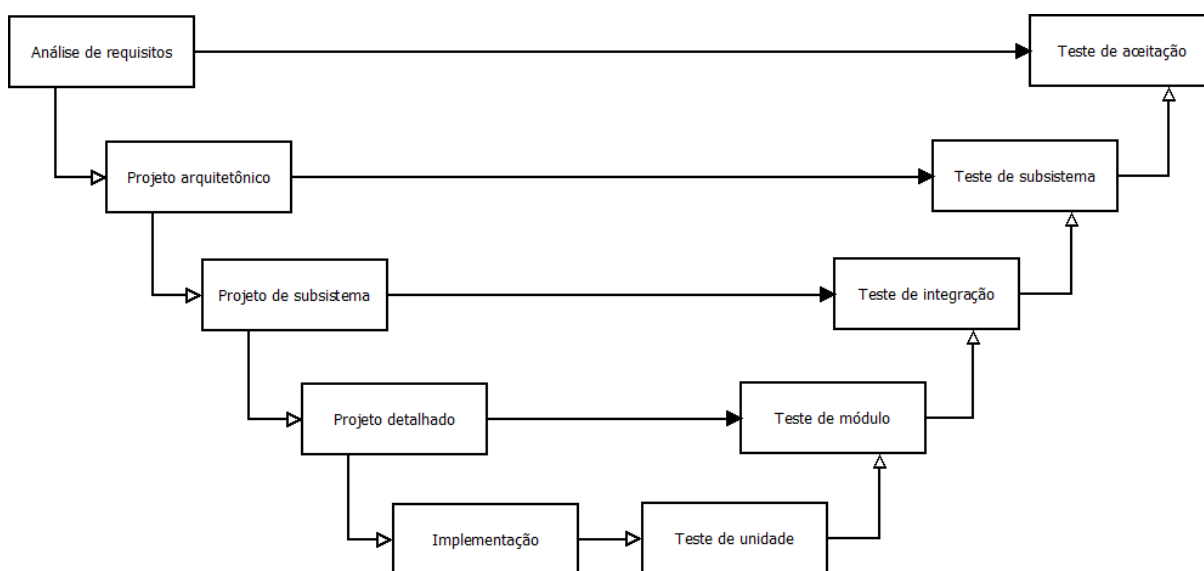 Análise de requisitos
Teste de aceitação
Projeto arquitetônico
Teste de subsistema
Projeto de subsistema
Teste de integração
Projeto detalhado
Teste de módulo
Implementação
Teste de unidade